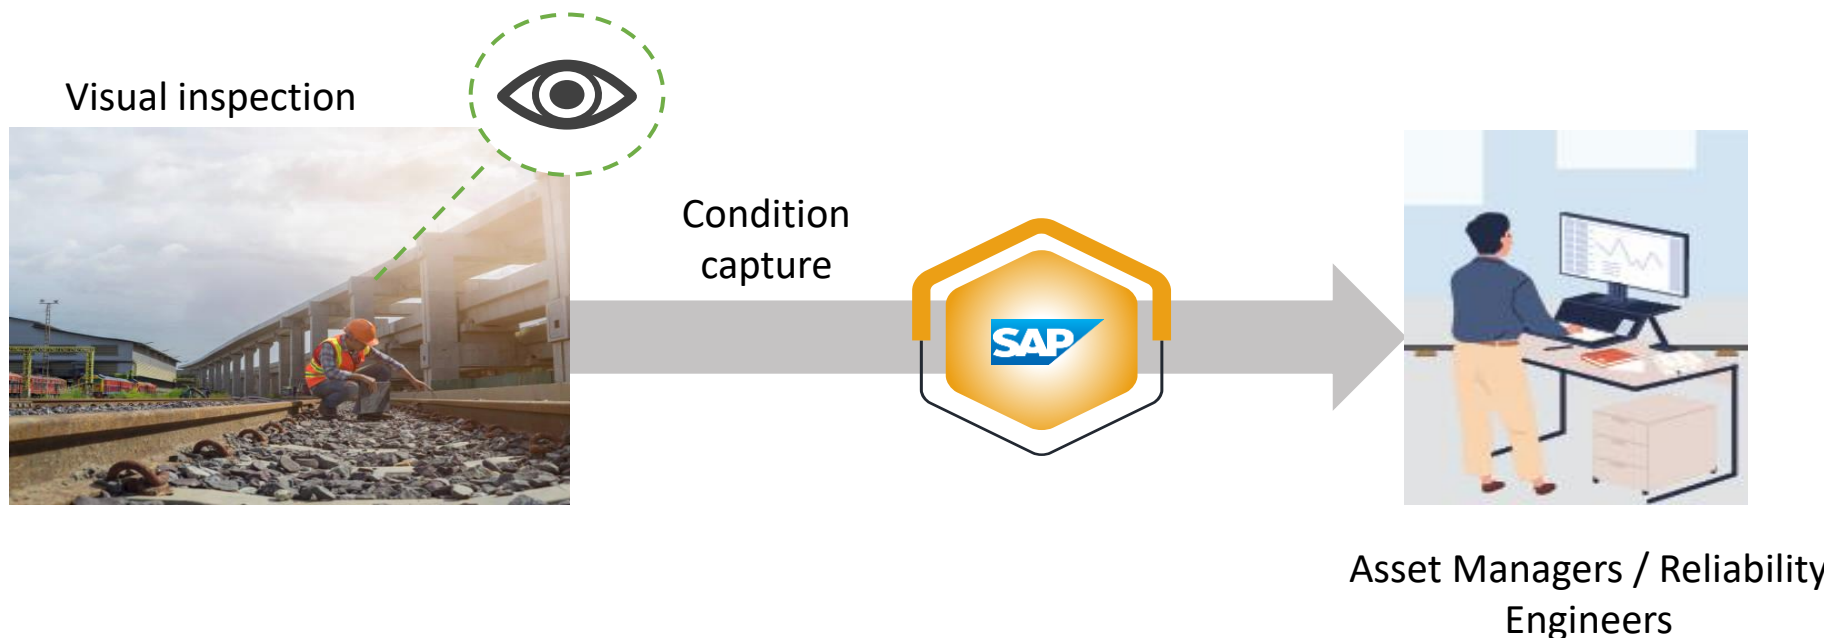 Visual inspection
Condition
capture
SAP
Asset Managers / Reliability
Engineers